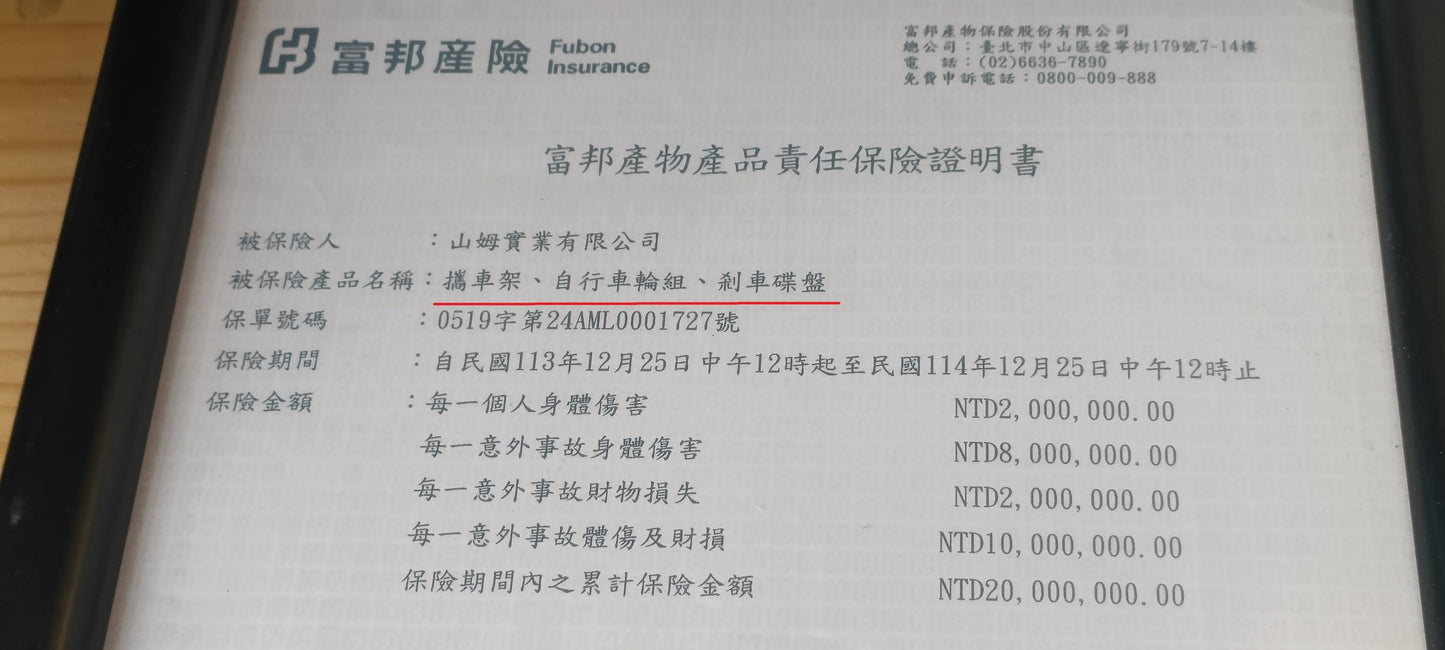 富邦產險 Fubon Insurance
富邦產物保險股份有限公司
總公司：臺北市中山區遼寧街179號7~14樓
電　話：(02)6636-7890
免費申訴電話：0800-009-888
富邦產物產品責任保險證明書
被保險人　：山姆實業有限公司
被保險產品名稱：攜車架、自行車輪組、剎車碟盤
保單號碼　：0519字第24AML0001727號
保險期間　：自民國113年12月25日中午12時起至民國114年12月25日中午12時止
保險金額　：每一個人身體傷害　NTD2,000,000.00
每一意外事故身體傷害　NTD8,000,000.00
每一意外事故財物損失　NTD2,000,000.00
每一意外事故體傷及財損　NTD10,000,000.00
保險期間內之累計保險金額　NTD20,000,000.00